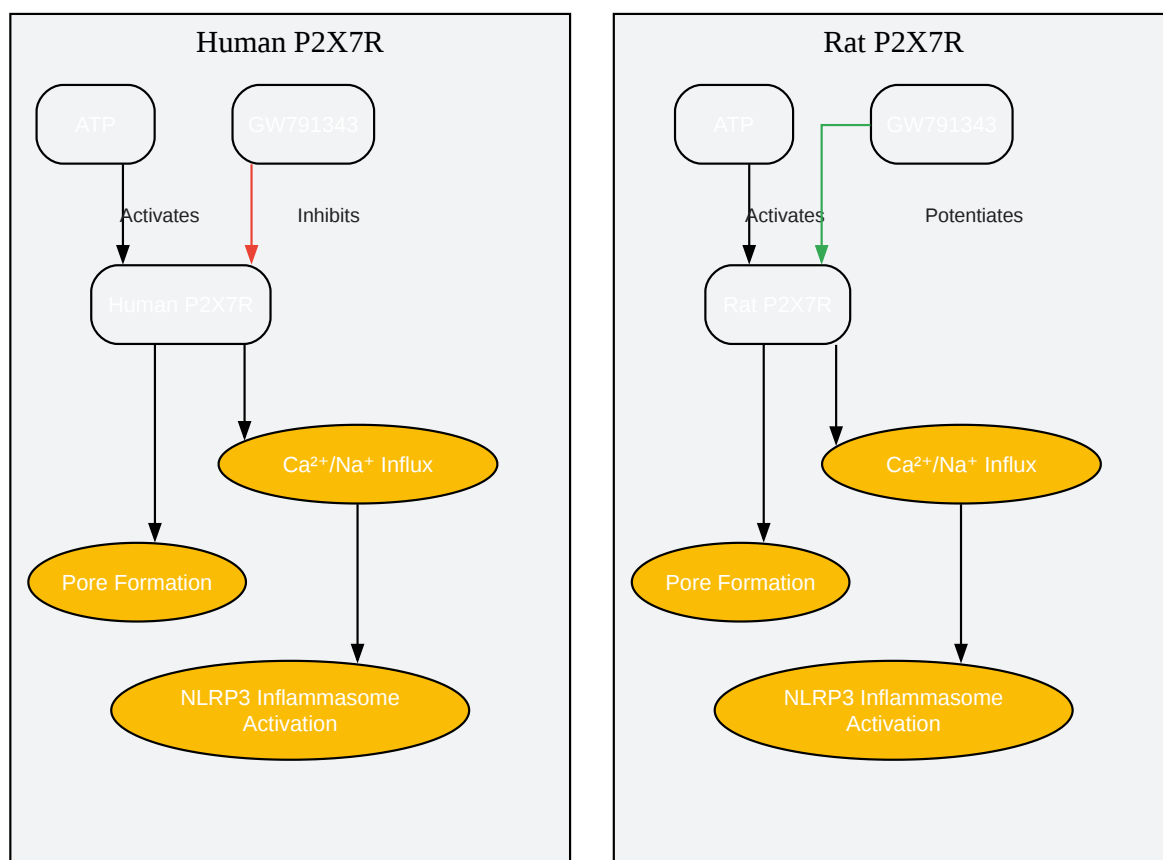 Human P2X7R
ATP
GW791343
Activates
Inhibits
Human P2X7R
Ca²⁺/Na⁺ Influx
Pore Formation
NLRP3 Inflammasome
Activation
Rat P2X7R
ATP
GW791343
Activates
Potentiates
Rat P2X7R
Ca²⁺/Na⁺ Influx
Pore Formation
NLRP3 Inflammasome
Activation